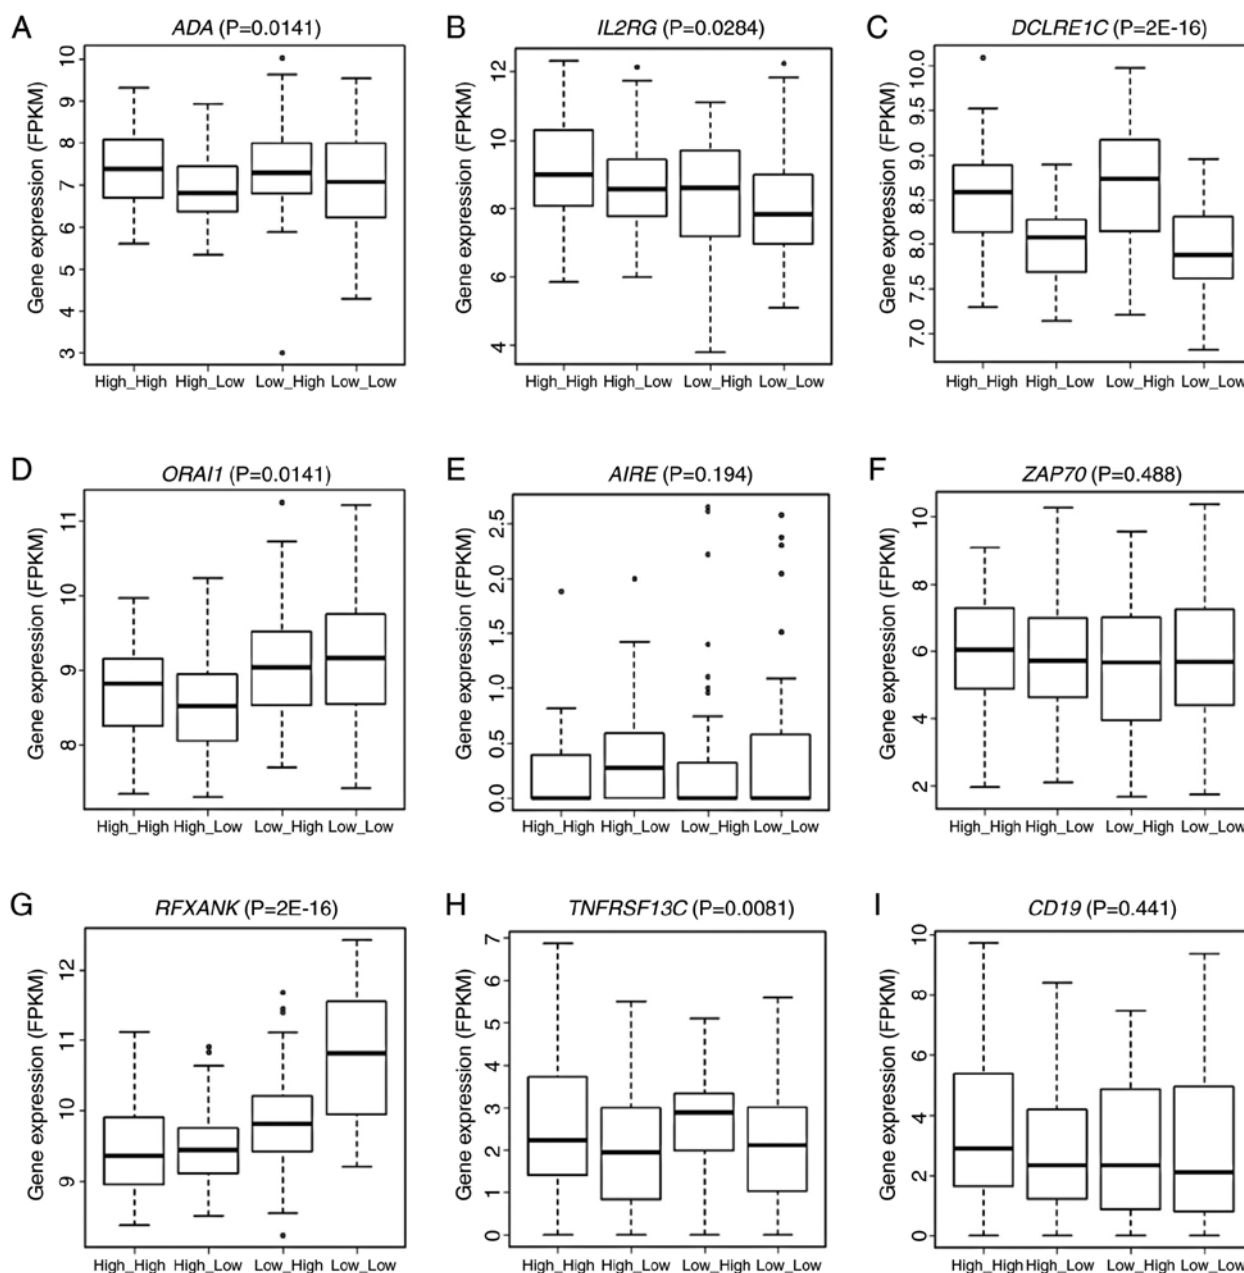 A ADA (P=0.0141)
Gene expression (FPKM)
10
9
8
7
6
5
4
3
High_High High_Low Low_High Low_Low
B IL2RG (P=0.0284)
Gene expression (FPKM)
12
10
8
6
4
High_High High_Low Low_High Low_Low
C DCLRE1C (P=2E-16)
Gene expression (FPKM)
10.0
9.5
9.0
8.5
8.0
7.5
7.0
High_High High_Low Low_High Low_Low
D ORAI1 (P=0.0141)
Gene expression (FPKM)
11
10
9
8
High_High High_Low Low_High Low_Low
E AIRE (P=0.194)
Gene expression (FPKM)
2.5
2.0
1.5
1.0
0.5
0.0
High_High High_Low Low_High Low_Low
F ZAP70 (P=0.488)
Gene expression (FPKM)
10
8
6
4
2
High_High High_Low Low_High Low_Low
G RFXANK (P=2E-16)
Gene expression (FPKM)
12
11
10
9
High_High High_Low Low_High Low_Low
H TNFRSF13C (P=0.0081)
Gene expression (FPKM)
7
6
5
4
3
2
1
0
High_High High_Low Low_High Low_Low
I CD19 (P=0.441)
Gene expression (FPKM)
10
8
6
4
2
0
High_High High_Low Low_High Low_Low